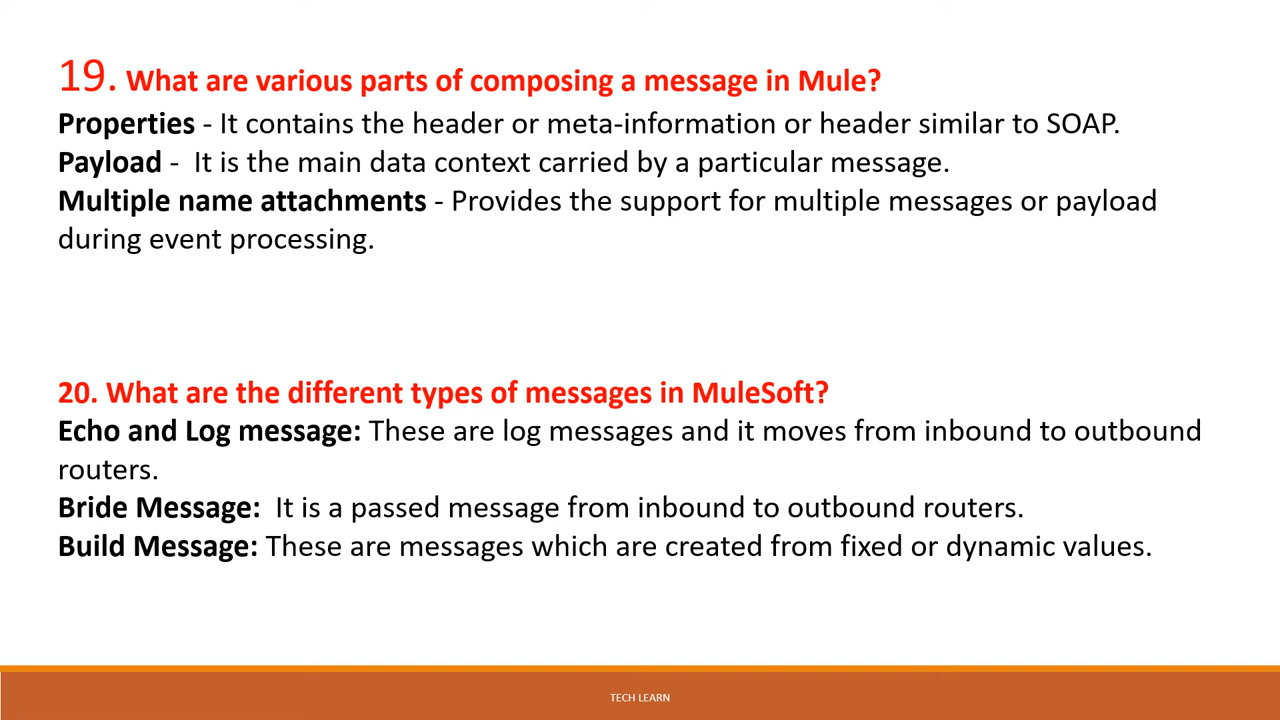 19. What are various parts of composing a message in Mule?
Properties - It contains the header or meta-information or header similar to SOAP.
Payload - It is the main data context carried by a particular message.
Multiple name attachments - Provides the support for multiple messages or payload
during event processing.
20. What are the different types of messages in MuleSoft?
Echo and Log message: These are log messages and it moves from inbound to outbound
routers.
Bride Message: It is a passed message from inbound to outbound routers.
Build Message: These are messages which are created from fixed or dynamic values.
TECH LEARN